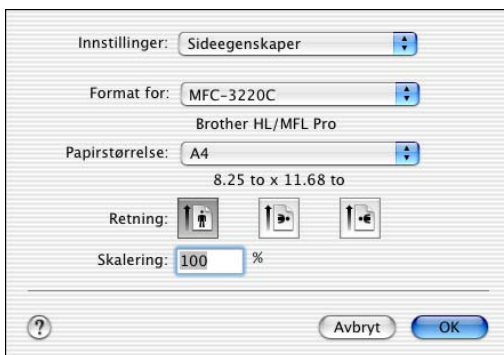 Innstillinger: Sideegenskaper
Format for: MFC-3220C
Brother HL/MFL Pro
Papirstørrelse: A4
8.25 to x 11.68 to
Retning:
Skalering: 100 %
? Avbryt OK